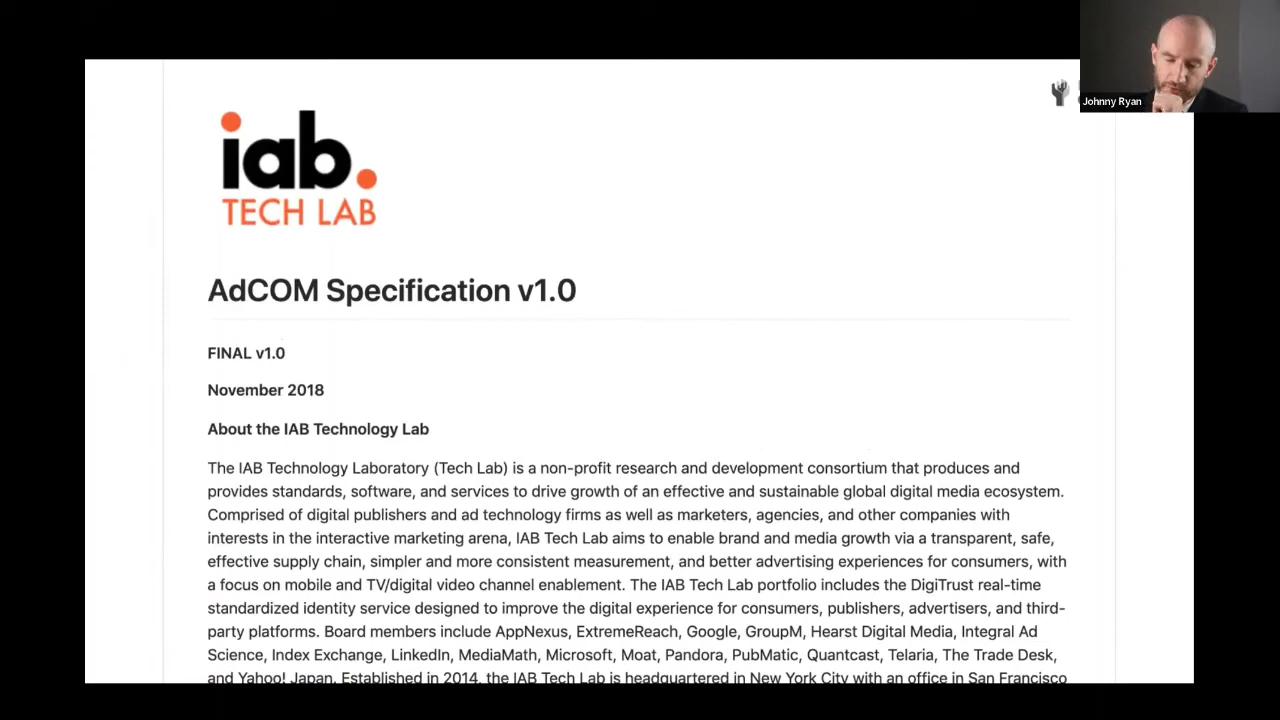 iab.
TECH LAB
Johnny Ryan
AdCOM Specification v1.0
FINAL v1.0
November 2018
About the IAB Technology Lab
The IAB Technology Laboratory (Tech Lab) is a non-profit research and development consortium that produces and
provides standards, software, and services to drive growth of an effective and sustainable global digital media ecosystem.
Comprised of digital publishers and ad technology firms as well as marketers, agencies, and other companies with
interests in the interactive marketing arena, IAB Tech Lab aims to enable brand and media growth via a transparent, safe,
effective supply chain, simpler and more consistent measurement, and better advertising experiences for consumers, with
a focus on mobile and TV/digital video channel enablement. The IAB Tech Lab portfolio includes the DigiTrust real-time
standardized identity service designed to improve the digital experience for consumers, publishers, advertisers, and third-
party platforms. Board members include AppNexus, ExtremeReach, Google, GroupM, Hearst Digital Media, Integral Ad
Science, Index Exchange, LinkedIn, MediaMath, Microsoft, Moat, Pandora, PubMatic, Quantcast, Telaria, The Trade Desk,
and Yahoo! Japan. Established in 2014, the IAB Tech Lab is headquartered in New York City with an office in San Francisco